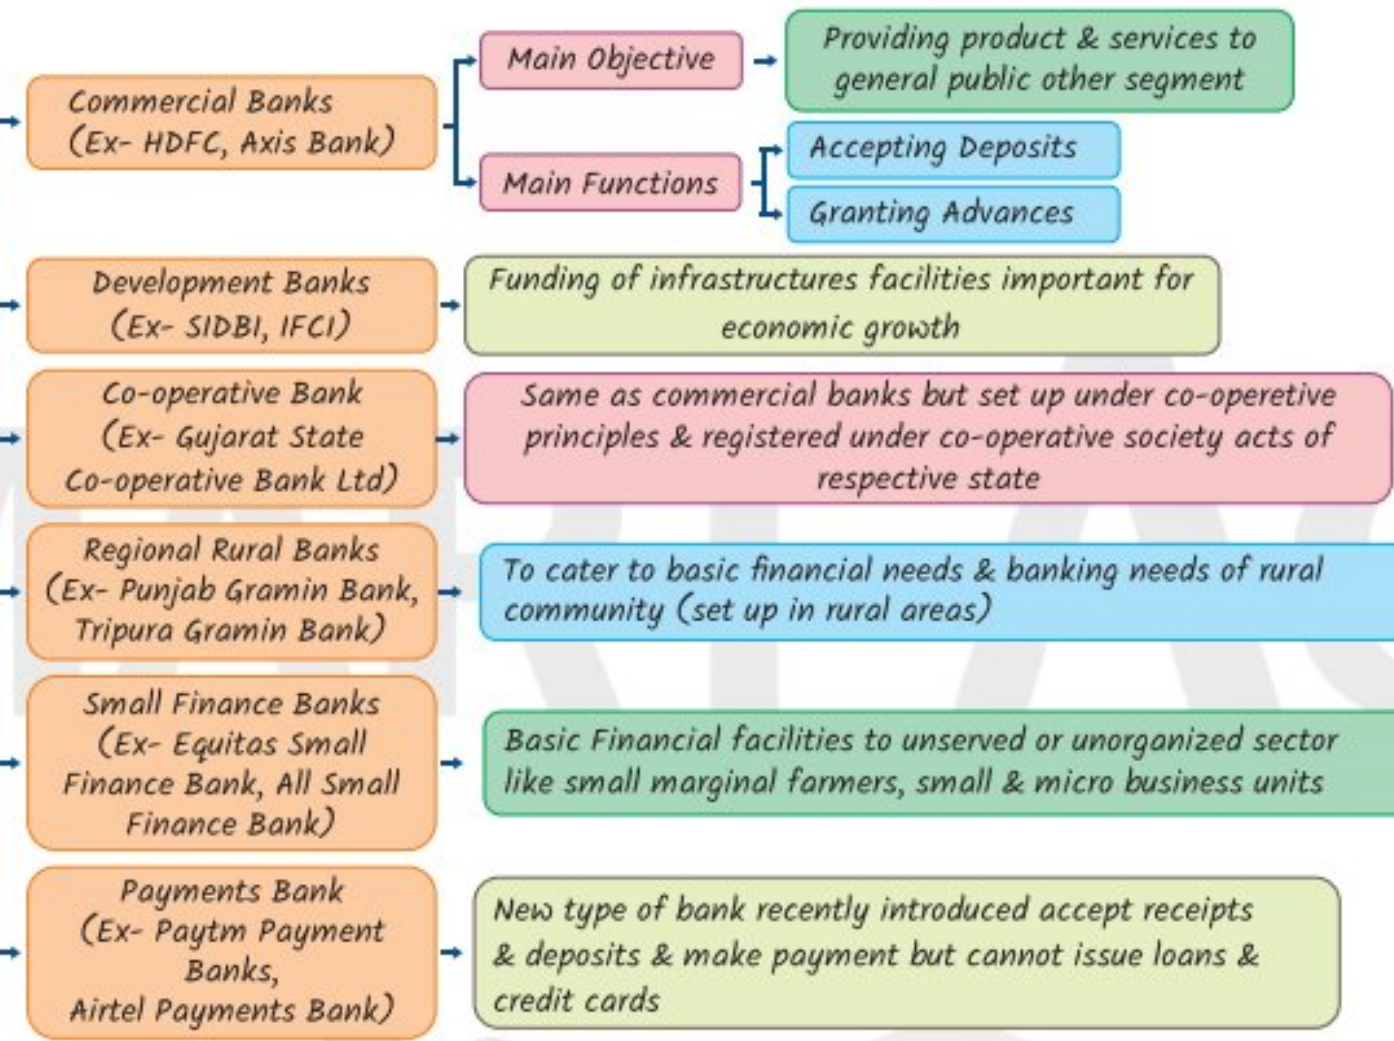 Commercial Banks
(Ex- HDFC, Axis Bank)
Main Objective
Providing product & services to
general public other segment
Main Functions
Accepting Deposits
Granting Advances
Development Banks
(Ex- SIDBI, IFCI)
Funding of infrastructures facilities important for
economic growth
Co-operative Bank
(Ex- Gujarat State
Co-operative Bank Ltd)
Same as commercial banks but set up under co-operetive
principles & registered under co-operative society acts of
respective state
Regional Rural Banks
(Ex- Punjab Gramin Bank,
Tripura Gramin Bank)
To cater to basic financial needs & banking needs of rural
community (set up in rural areas)
Small Finance Banks
(Ex- Equitas Small
Finance Bank, All Small
Finance Bank)
Basic Financial facilities to unserved or unorganized sector
like small marginal farmers, small & micro business units
Payments Bank
(Ex- Paytm Payment
Banks,
Airtel Payments Bank)
New type of bank recently introduced accept receipts
& deposits & make payment but cannot issue loans &
credit cards